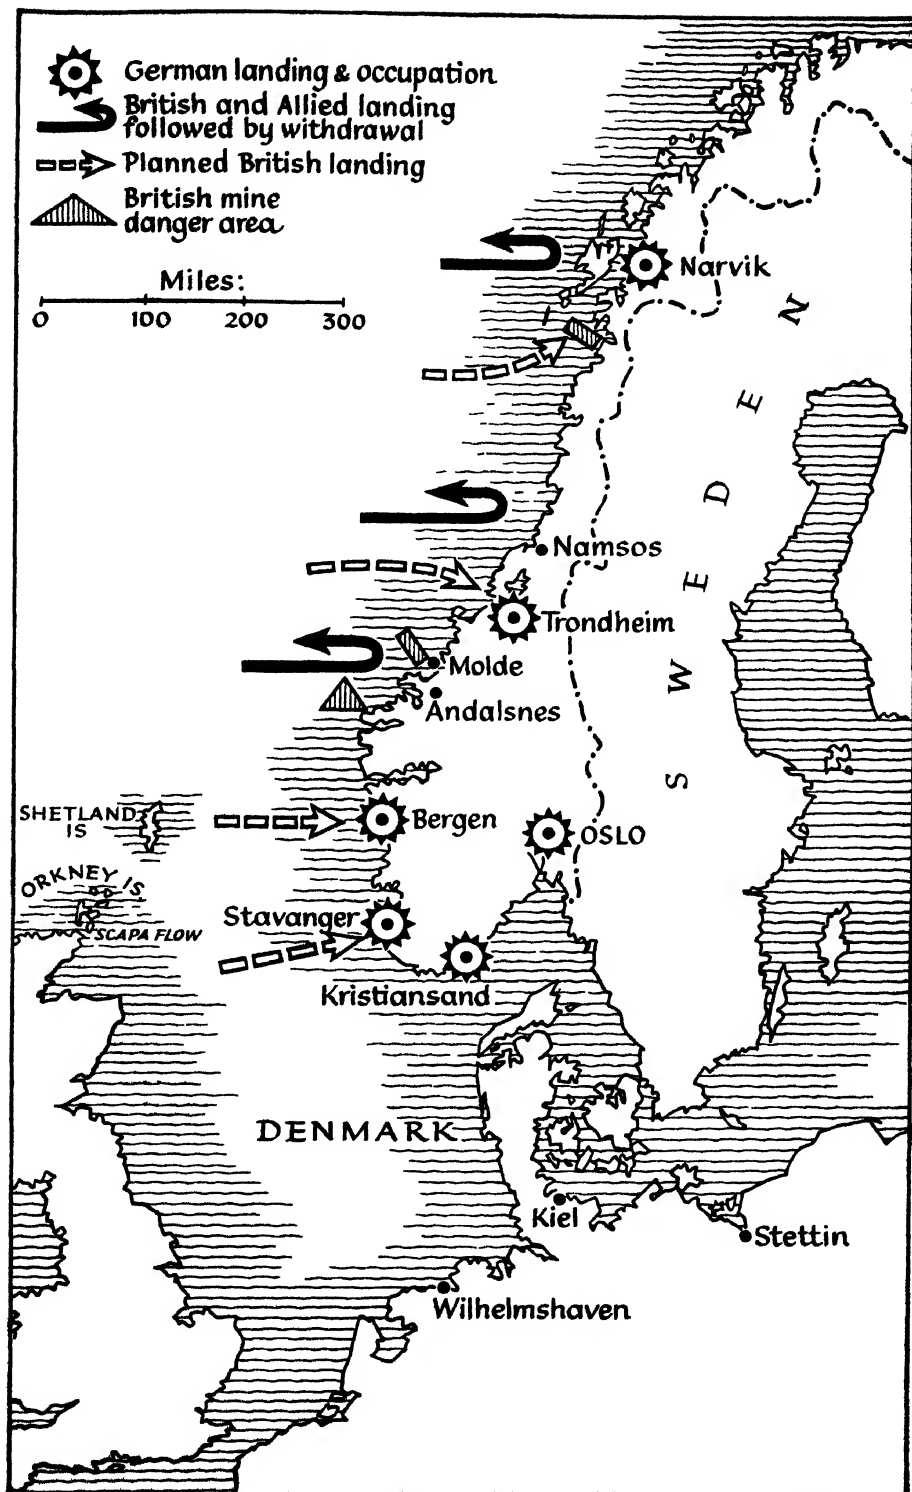 German landing & occupation
British and Allied landing
followed by withdrawal
Planned British landing
British mine
danger area
Miles:
0 100 200 300
Narvik
SWEDEN
Namsos
Trondheim
Molde
Andalsnes
SHETLAND
IS
Bergen
OSLO
ORKNEY IS
Stavanger
SCAPA FLOW
Kristiansand
DENMARK
Kiel
Stettin
Wilhelmshaven